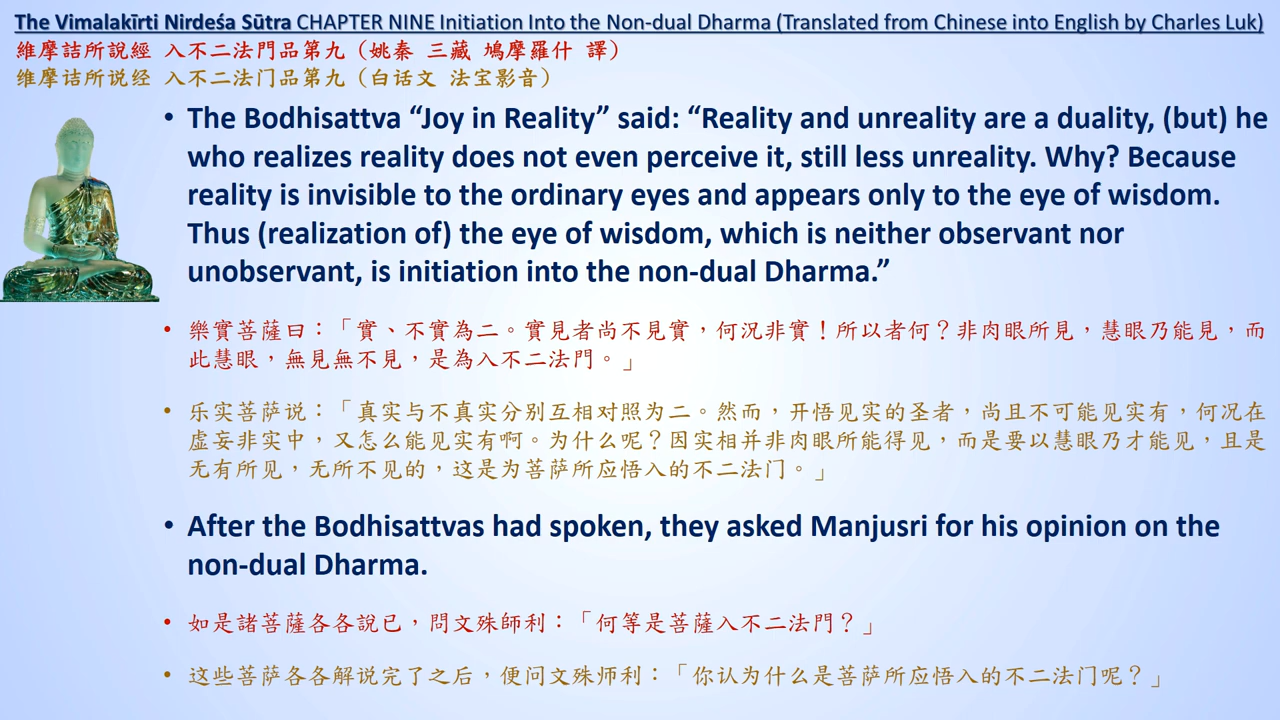 The Vimalakīrti Nirdeśa Sūtra CHAPTER NINE Initiation Into the Non-dual Dharma (Translated from Chinese into English by Charles Luk)
維摩詰所說經 入不二法門品第九（姚秦 三藏 鳩摩羅什 譯）
维摩诘所说经 入不二法门品第九（白话文 法宝影音）
• The Bodhisattva “Joy in Reality” said: “Reality and unreality are a duality, (but) he
who realizes reality does not even perceive it, still less unreality. Why? Because
reality is invisible to the ordinary eyes and appears only to the eye of wisdom.
Thus (realization of) the eye of wisdom, which is neither observant nor
unobservant, is initiation into the non-dual Dharma.”
• 樂實菩薩曰：「實、不實為二。實見者尚不見實，何況非實！所以者何？非肉眼所見，慧眼乃能見，而
此慧眼，無見無不見，是為入不二法門。」
• 乐实菩萨说：「真实与不真实分别互相对照为二。然而，开悟见实的圣者，尚且不可能见实有，何况在
虚妄非实中，又怎么能见实有啊。为什么呢？因实相并非肉眼所能得见，而是要以慧眼乃才能见，且是
无有所见，无所不见的，这是为菩萨所应悟入的不二法门。」
• After the Bodhisattvas had spoken, they asked Manjusri for his opinion on the
non-dual Dharma.
• 如是諸菩薩各各說已，問文殊師利：「何等是菩薩入不二法門？」
• 这些菩萨各各解说完了之后，便问文殊师利：「你认为什么是菩萨所应悟入的不二法门呢？」